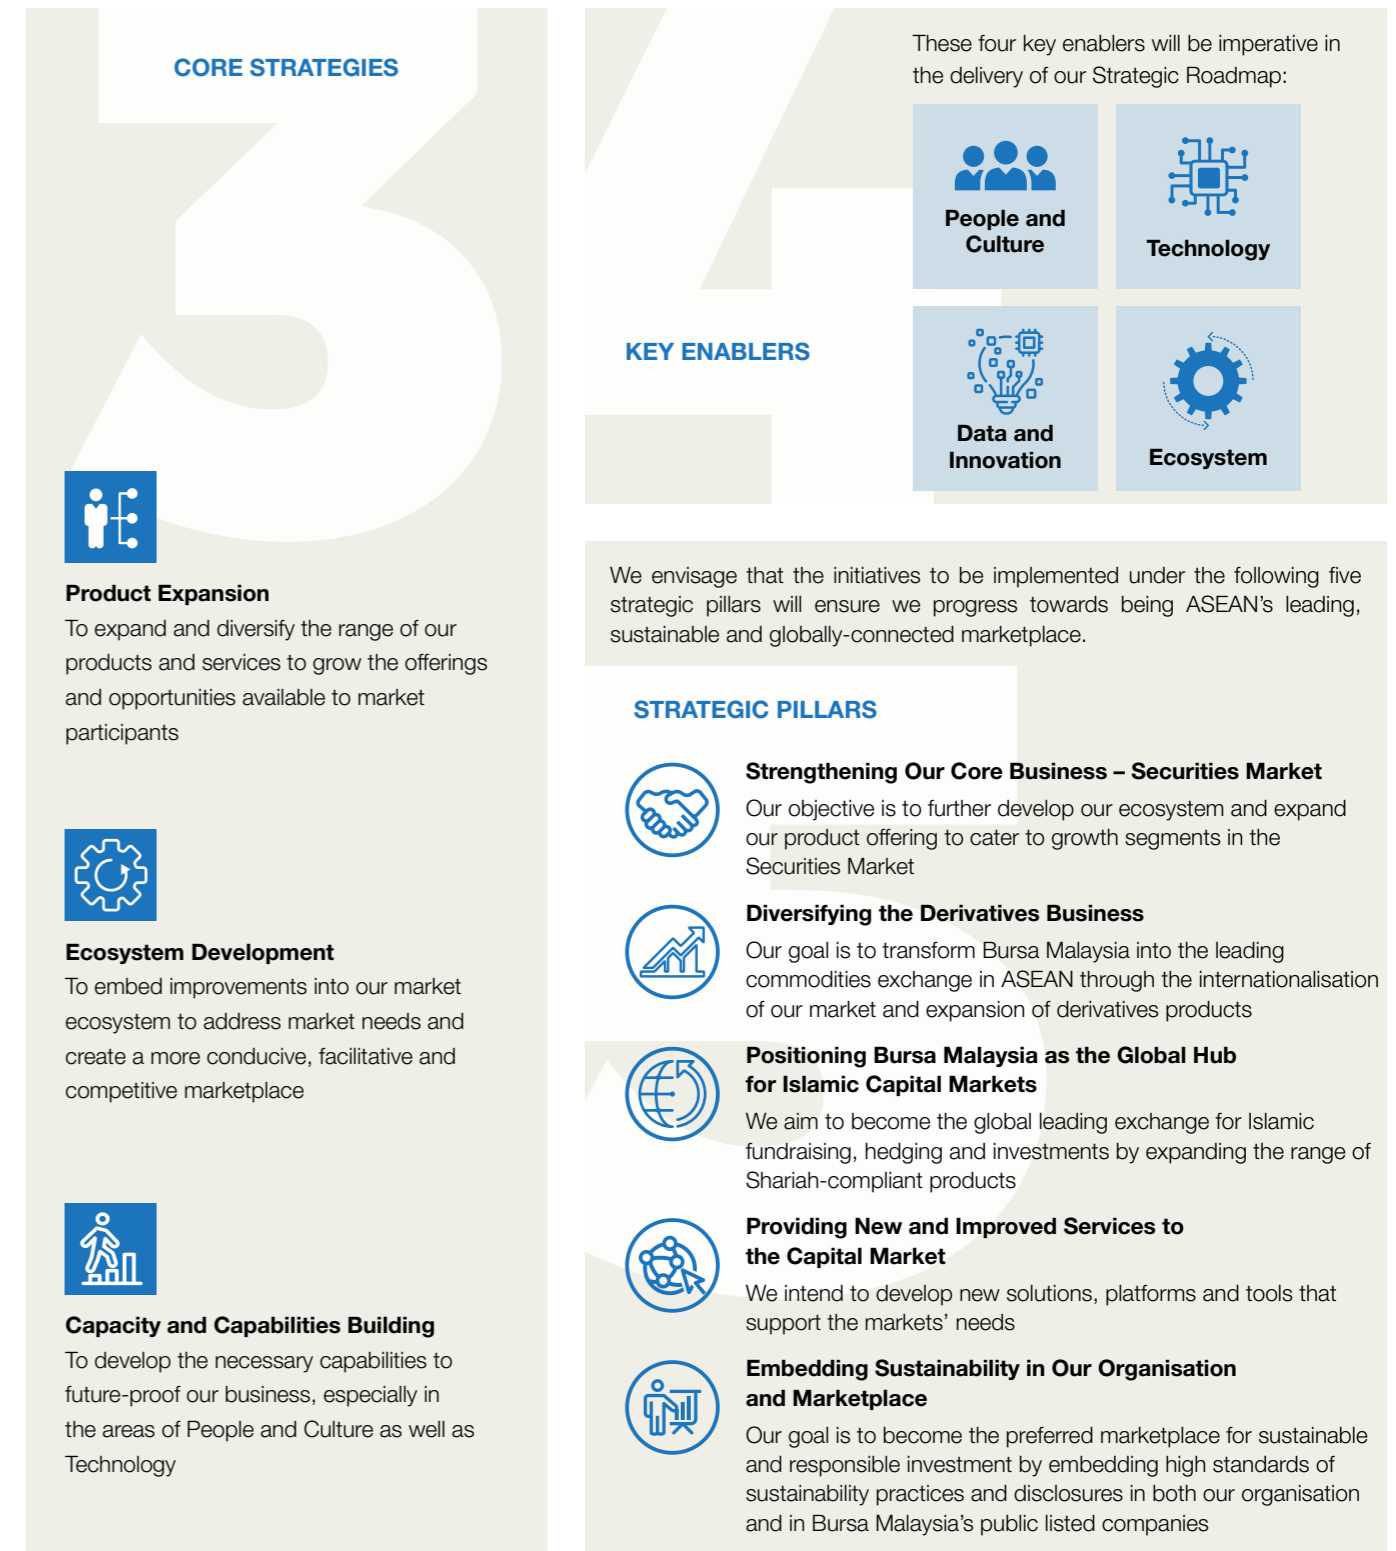 3
CORE STRATEGIES
Product Expansion
To expand and diversify the range of our
products and services to grow the offerings
and opportunities available to market
participants
Ecosystem Development
To embed improvements into our market
ecosystem to address market needs and
create a more conducive, facilitative and
competitive marketplace
Capacity and Capabilities Building
To develop the necessary capabilities to
future-proof our business, especially in
the areas of People and Culture as well as
Technology
4
KEY ENABLERS
These four key enablers will be imperative in
the delivery of our Strategic Roadmap:
People and
Culture
Technology
Data and
Innovation
Ecosystem
We envisage that the initiatives to be implemented under the following five
strategic pillars will ensure we progress towards being ASEAN’s leading,
sustainable and globally-connected marketplace.
5
STRATEGIC PILLARS
Strengthening Our Core Business – Securities Market
Our objective is to further develop our ecosystem and expand
our product offering to cater to growth segments in the
Securities Market
Diversifying the Derivatives Business
Our goal is to transform Bursa Malaysia into the leading
commodities exchange in ASEAN through the internationalisation
of our market and expansion of derivatives products
Positioning Bursa Malaysia as the Global Hub
for Islamic Capital Markets
We aim to become the global leading exchange for Islamic
fundraising, hedging and investments by expanding the range of
Shariah-compliant products
Providing New and Improved Services to
the Capital Market
We intend to develop new solutions, platforms and tools that
support the markets’ needs
Embedding Sustainability in Our Organisation
and Marketplace
Our goal is to become the preferred marketplace for sustainable
and responsible investment by embedding high standards of
sustainability practices and disclosures in both our organisation
and in Bursa Malaysia’s public listed companies